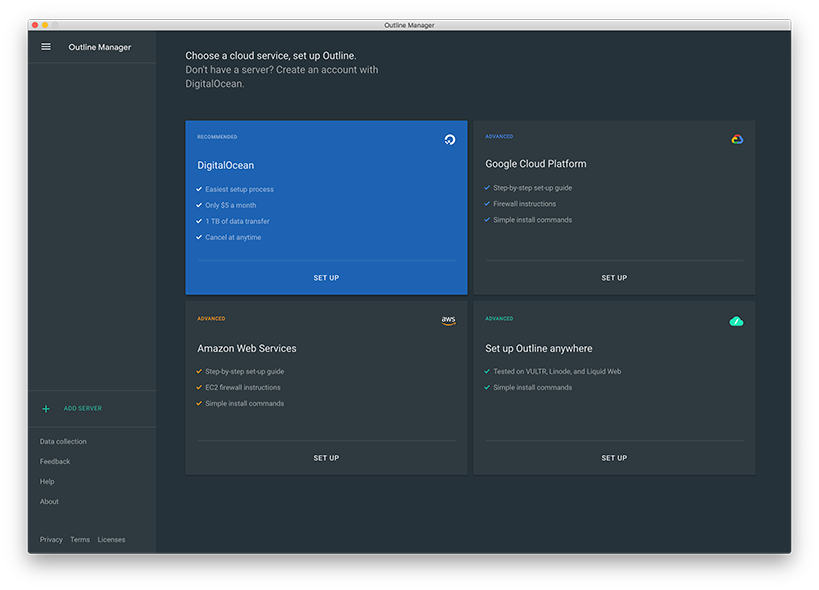 Outline Manager
Outline Manager
Choose a cloud service, set up Outline.
Don't have a server? Create an account with
DigitalOcean.
RECOMMENDED
DigitalOcean
Easiest setup process
Only $5 a month
1 TB of data transfer
Cancel at anytime
SET UP
ADVANCED
Google Cloud Platform
Step-by-step set-up guide
Firewall instructions
Simple install commands
SET UP
ADVANCED
aws
Amazon Web Services
Step-by-step set-up guide
EC2 firewall instructions
Simple install commands
SET UP
ADVANCED
Set up Outline anywhere
Tested on VULTR, Linode, and Liquid Web
Simple install commands
SET UP
ADD SERVER
Data collection
Feedback
Help
About
Privacy Terms Licenses